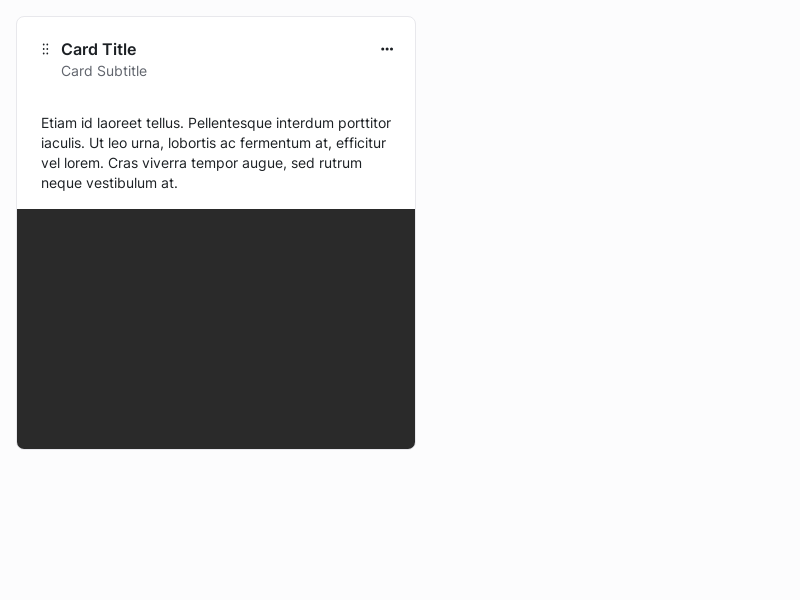 Card Title
Card Subtitle
Etiam id laoreet tellus. Pellentesque interdum porttitor
iaculis. Ut leo urna, lobortis ac fermentum at, efficitur
vel lorem. Cras viverra tempor augue, sed rutrum
neque vestibulum at.